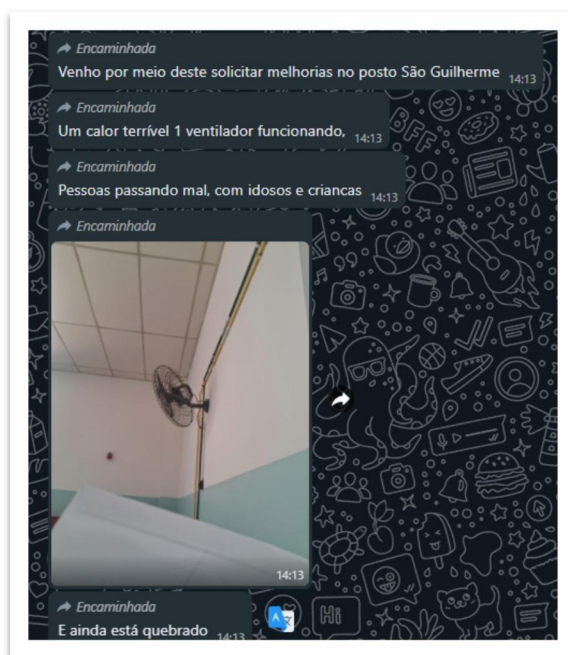 Encaminhada
Venho por meio deste solicitar melhorias no posto São Guilherme 14:13
Encaminhada
Um calor terrível 1 ventilador funcionando, 14:13
Encaminhada
Pessoas passando mal, com idosos e criancas 14:13
Encaminhada
14:13
Encaminhada
E ainda está quebrado 14:13